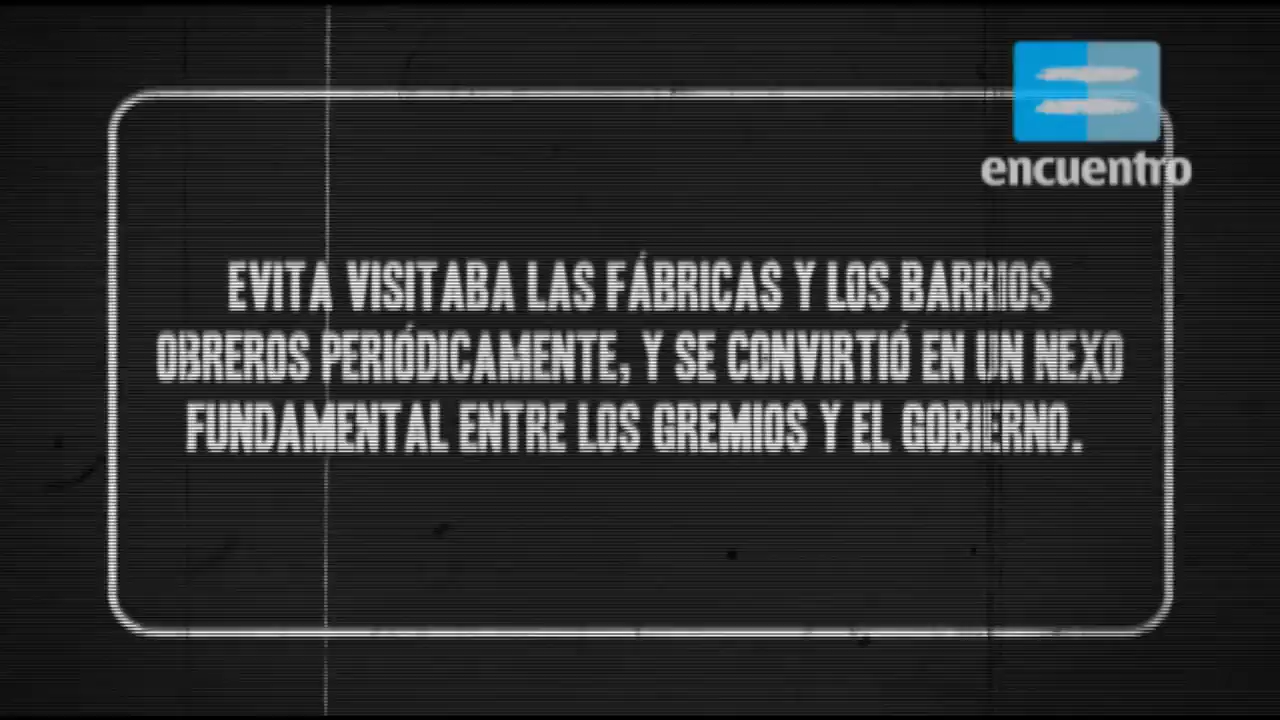 encuentro
EVITA VISITABA LAS FÁBRICAS Y LOS BARRIOS
OBREROS PERIÓDICAMENTE, Y SE CONVIRTIÓ EN UN NEXO
FUNDAMENTAL ENTRE LOS GREMIOS Y EL GOBIERNO.